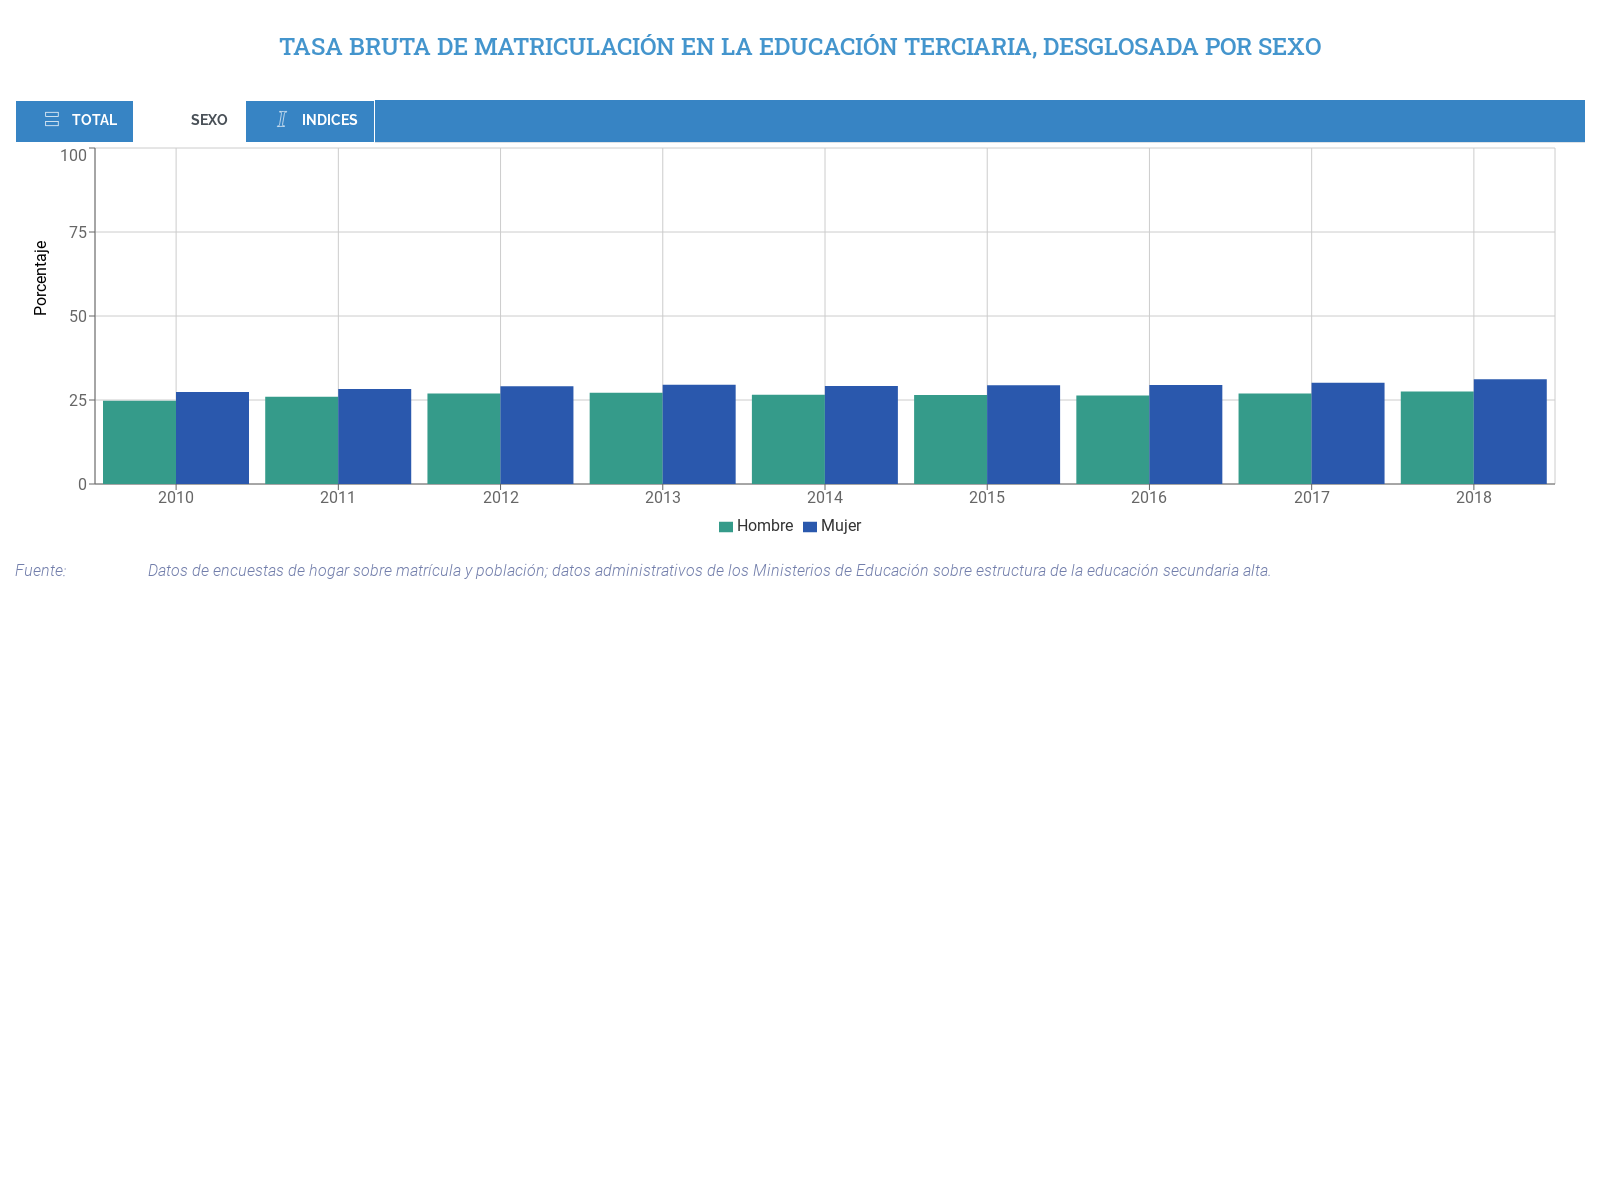 TASA BRUTA DE MATRICULACIÓN EN LA EDUCACIÓN TERCIARIA, DESGLOSADA POR SEXO
TOTAL SEXO INDICES
100
75
50
25
0
Porcentaje
2010 2011 2012 2013 2014 2015 2016 2017 2018
Hombre Mujer
Fuente: Datos de encuestas de hogar sobre matrícula y población; datos administrativos de los Ministerios de Educación sobre estructura de la educación secundaria alta.